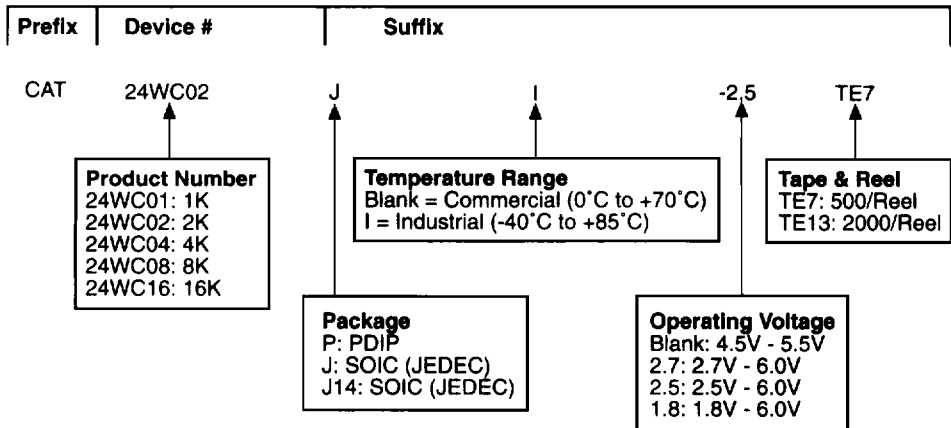 Prefix Device # Suffix
CAT 24WC02 J I -2.5 TE7
Product Number
24WC01: 1K
24WC02: 2K
24WC04: 4K
24WC08: 8K
24WC16: 16K
Temperature Range
Blank = Commercial (0˚C to +70˚C)
I = Industrial (-40˚C to +85˚C)
Tape & Reel
TE7: 500/Reel
TE13: 2000/Reel
Package
P: PDIP
J: SOIC (JEDEC)
J14: SOIC (JEDEC)
Operating Voltage
Blank: 4.5V - 5.5V
2.7: 2.7V - 6.0V
2.5: 2.5V - 6.0V
1.8: 1.8V - 6.0V